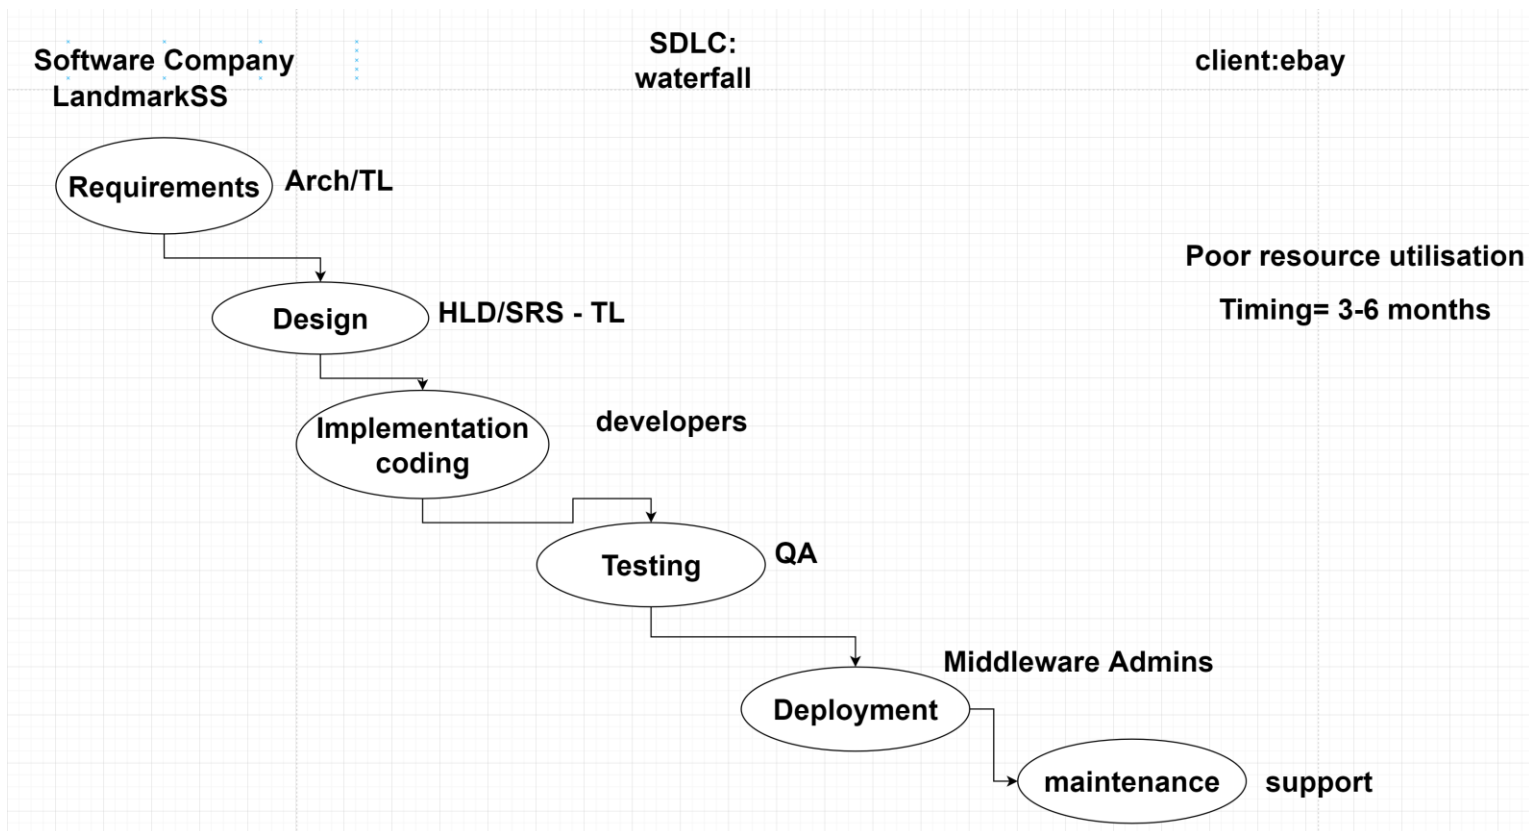 Software Company
LandmarkSS
SDLC:
waterfall
client:ebay
Requirements
Arch/TL
Poor resource utilisation
Timing= 3-6 months
Design
HLD/SRS - TL
Implementation
coding
developers
Testing
QA
Middleware Admins
Deployment
maintenance
support